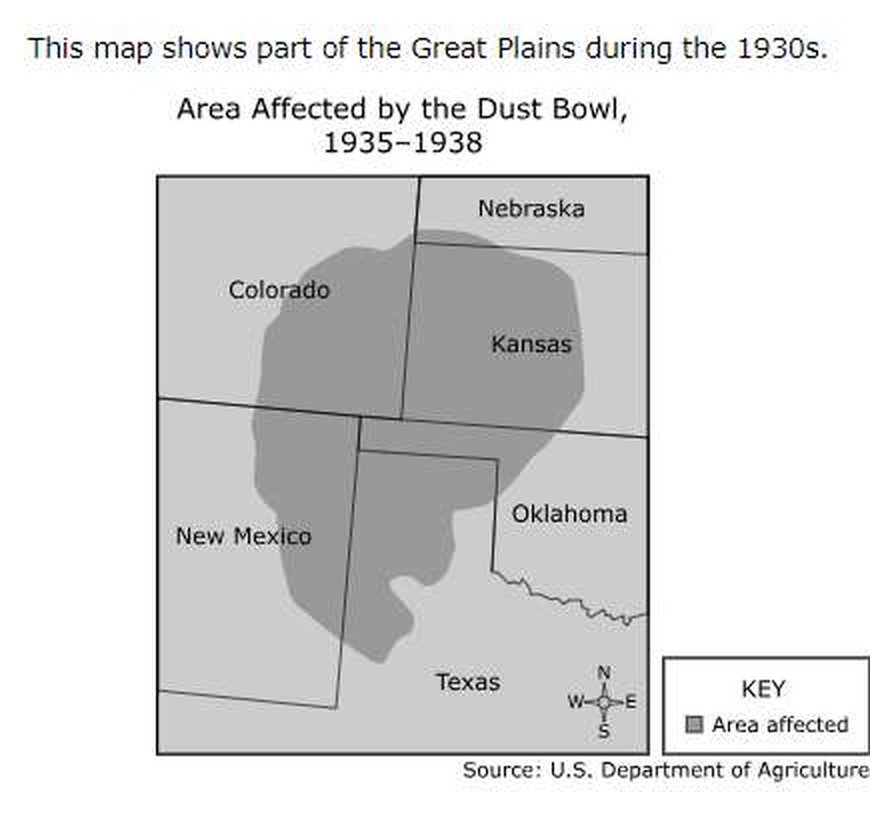 This map shows part of the Great Plains during the 1930s.
Area Affected by the Dust Bowl,
1935–1938
Nebraska
Colorado
Kansas
Oklahoma
New Mexico
Texas
N
W E
S
KEY
Area affected
Source: U.S. Department of Agriculture